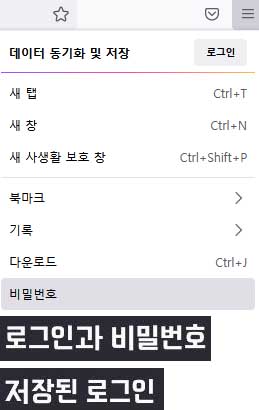 데이터 동기화 및 저장 로그인
새 탭 Ctrl+T
새 창 Ctrl+N
새 사생활 보호 창 Ctrl+Shift+P
북마크
기록
다운로드 Ctrl+J
비밀번호
로그인과 비밀번호
저장된 로그인